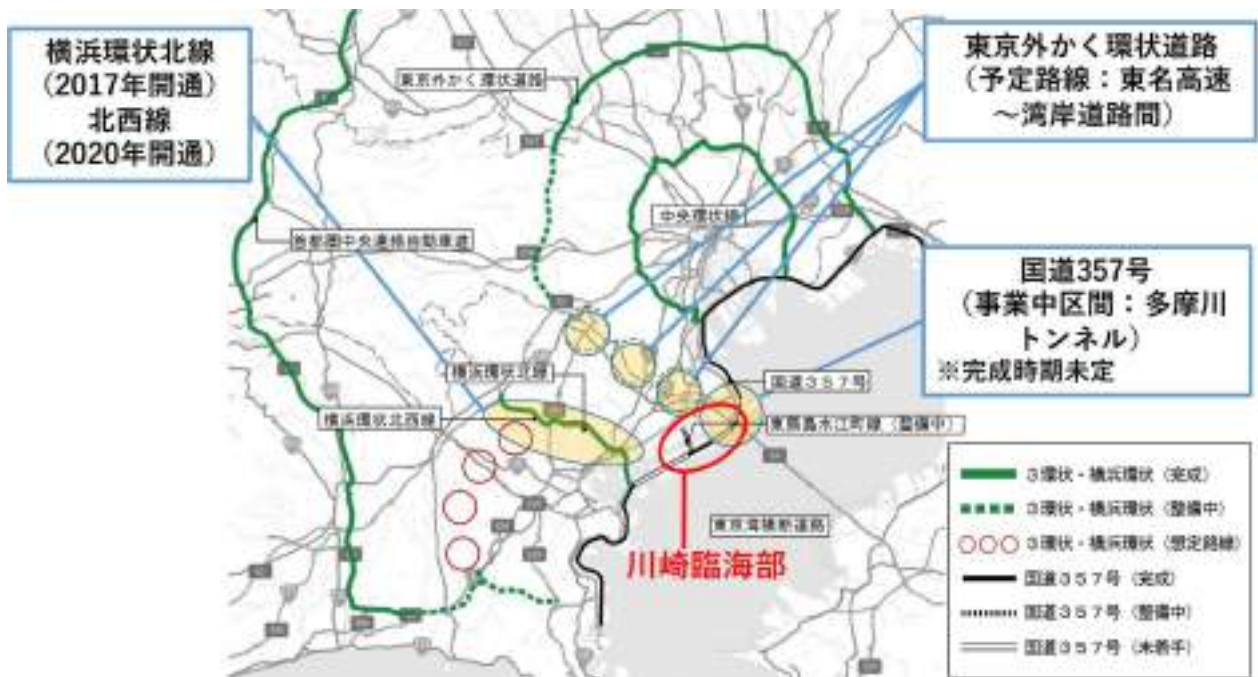 横浜環状北線
(2017年開通)
北西線
(2020年開通)
東京外かく環状道路
(予定路線：東名高速
～湾岸道路間)
国道357号
(事業中区間：多摩川
トンネル)
※完成時期未定
東京外かく環状道路
中央環状線
首都圏中央連絡自動車道
横浜環状北線
横浜環状北西線
国道３５７号
東扇島水江町線（整備中）
東京湾横断道路
川崎臨海部
３環状・横浜環状（完成）
３環状・横浜環状（整備中）
３環状・横浜環状（想定路線）
国道３５７号（完成）
国道３５７号（整備中）
国道３５７号（未着手）